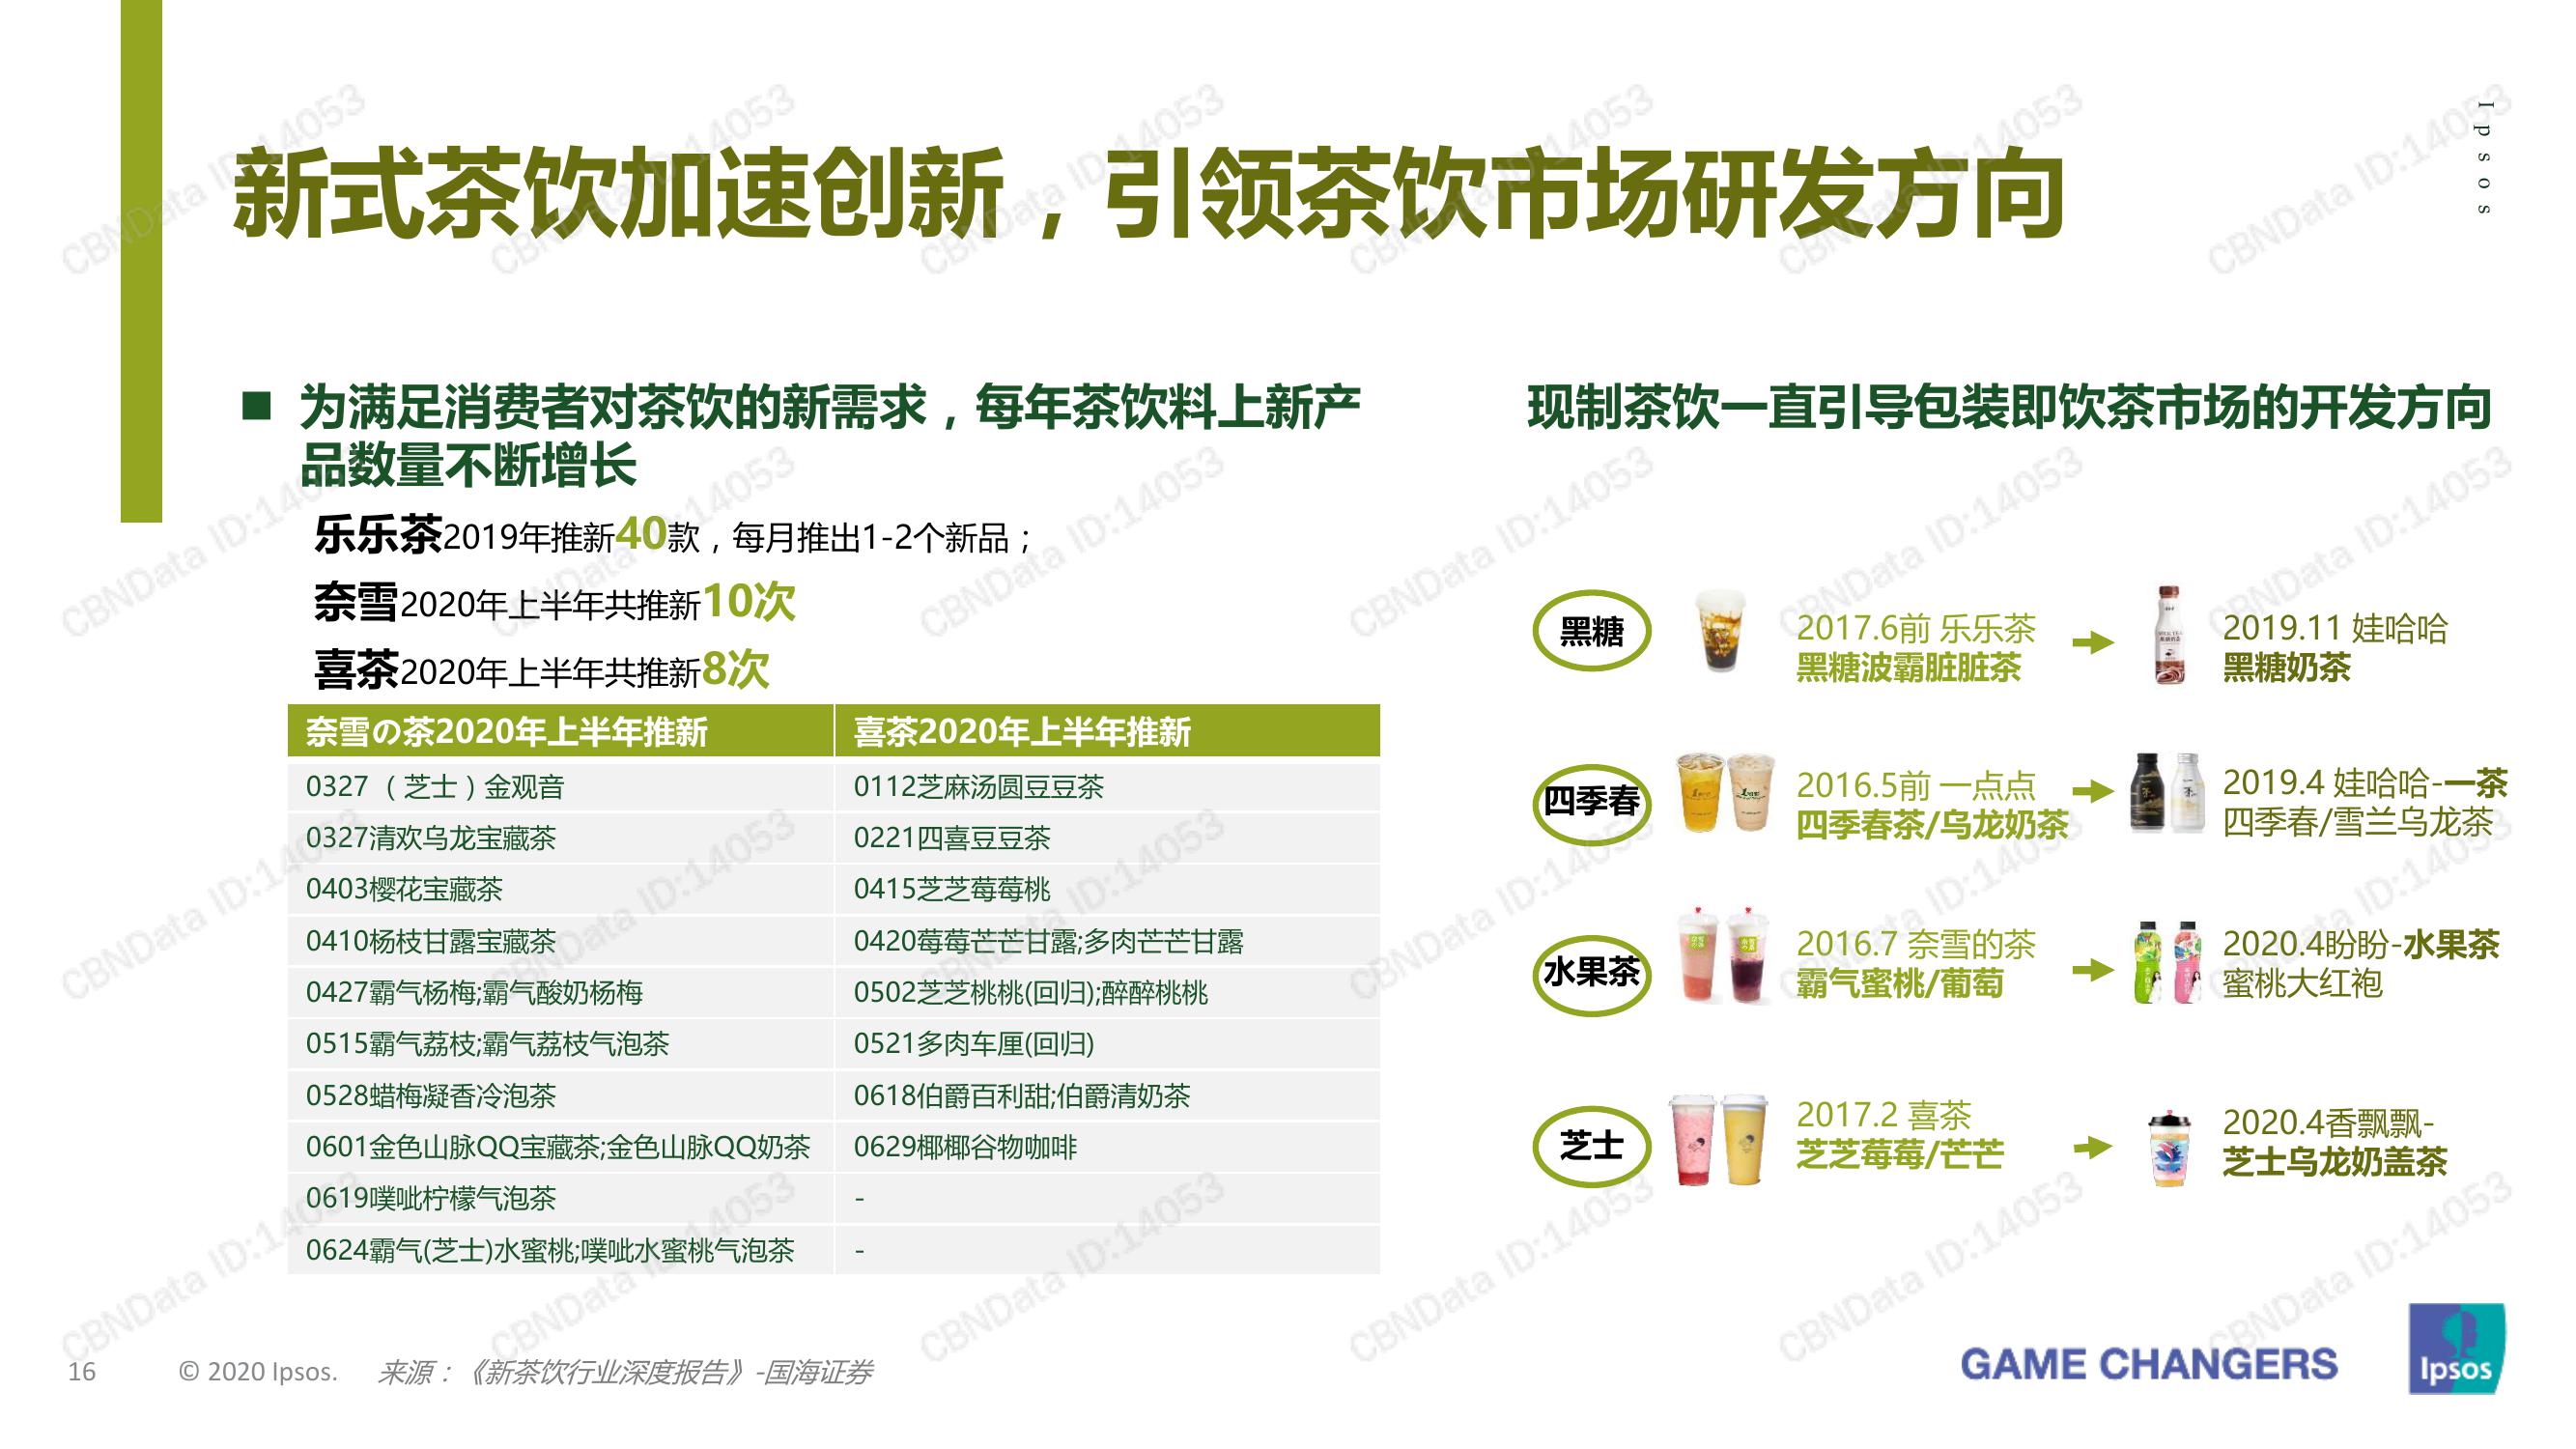 Ipsos
新式茶饮加速创新，引领茶饮市场研发方向
■ 为满足消费者对茶饮的新需求，每年茶饮料上新产
品数量不断增长
乐乐茶2019年推新40款，每月推出1-2个新品；
奈雪2020年上半年共推新10次
喜茶2020年上半年共推新8次
奈雪の茶2020年上半年推新 喜茶2020年上半年推新
0327（芝士）金观音 0112芝麻汤圆豆豆茶
0327清欢乌龙宝藏茶 0221四喜豆豆茶
0403樱花宝藏茶 0415芝芝莓莓桃
0410杨枝甘露宝藏茶 0420莓莓芒芒甘露;多肉芒芒甘露
0427霸气杨梅;霸气酸奶杨梅 0502芝芝桃桃(回归);醉醉桃桃
0515霸气荔枝;霸气荔枝气泡茶 0521多肉车厘(回归)
0528蜡梅凝香冷泡茶 0618伯爵百利甜;伯爵清奶茶
0601金色山脉QQ宝藏茶;金色山脉QQ奶茶 0629椰椰谷物咖啡
0619噗呲柠檬气泡茶 -
0624霸气(芝士)水蜜桃;噗呲水蜜桃气泡茶 -
现制茶饮一直引导包装即饮茶市场的开发方向
黑糖
2017.6前 乐乐茶
黑糖波霸脏脏茶
2019.11 娃哈哈
黑糖奶茶
四季春
2016.5前 一点点
四季春茶/乌龙奶茶
2019.4 娃哈哈-一茶
四季春/雪兰乌龙茶
水果茶
2016.7 奈雪的茶
霸气蜜桃/葡萄
2020.4盼盼-水果茶
蜜桃大红袍
芝士
2017.2 喜茶
芝芝莓莓/芒芒
2020.4香飘飘-
芝士乌龙奶盖茶
16 © 2020 Ipsos. 来源：《新茶饮行业深度报告》-国海证券
GAME CHANGERS
Ipsos
CBNData ID:14053